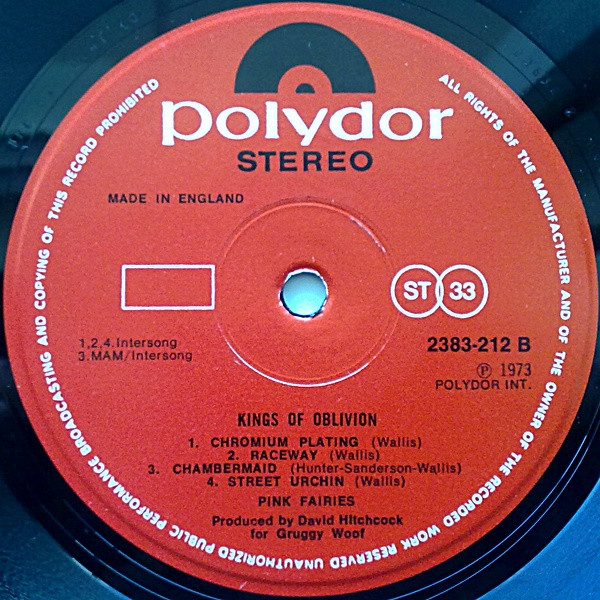 polydor
STEREO
MADE IN ENGLAND
ST 33
1,2,4. Intersong
3. MAM/Intersong
2383-212 B
℗ 1973
POLYDOR INT.
KINGS OF OBLIVION
1. CHROMIUM PLATING (Wallis)
2. RACEWAY (Wallis)
3. CHAMBERMAID (Hunter-Sanderson-Wallis)
4. STREET URCHIN (Wallis)
PINK FAIRIES
Produced by David Hitchcock
for Gruggy Woof
ALL RIGHTS OF THE MANUFACTURER AND OF THE OWNER OF THE RECORDED WORK RESERVED UNAUTHORIZED PUBLIC PERFORMANCE BROADCASTING AND COPYING OF THIS RECORD PROHIBITED